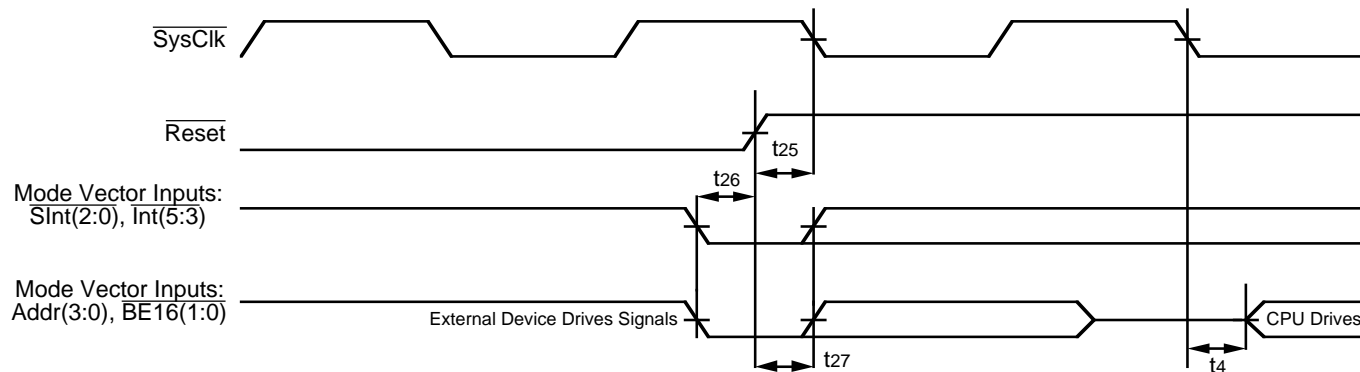 SysClk
Reset
t25
t26
Mode Vector Inputs:
SInt(2:0), Int(5:3)
Mode Vector Inputs:
Addr(3:0), BE16(1:0)
External Device Drives Signals
CPU Drives
t27
t4